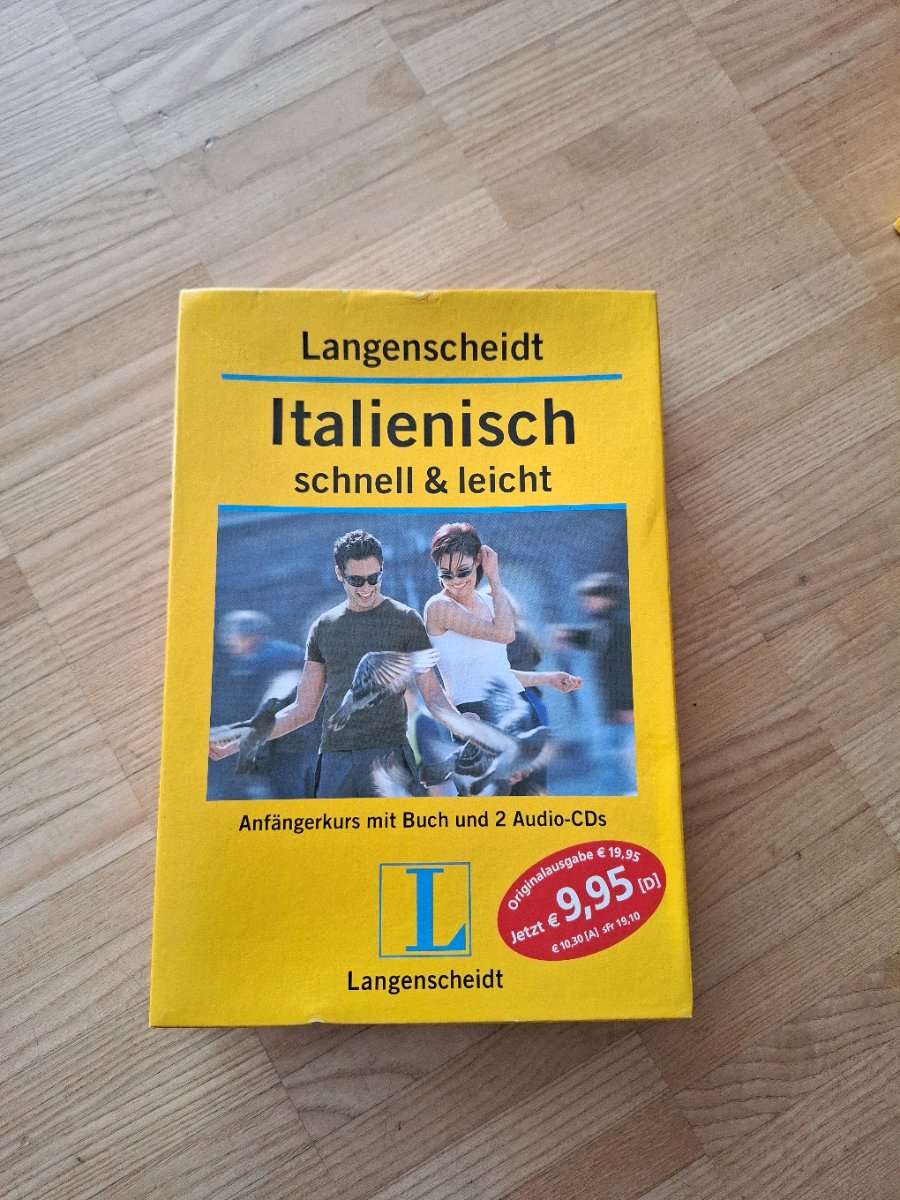 Langenscheidt
Italienisch
schnell & leicht
Anfängerkurs mit Buch und 2 Audio-CDs
Originalausgabe € 19,95
Jetzt € 9,95 [D]
€ 10,30 [A] sfr 19,10
L
Langenscheidt